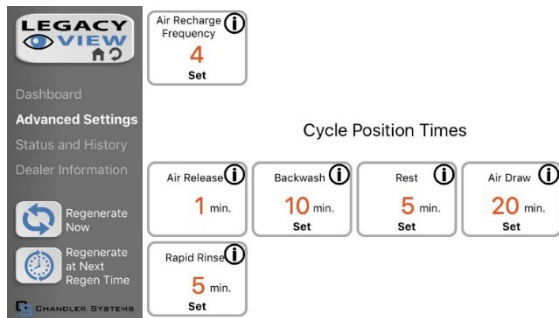 LEGACY
VIEW
Dashboard
Advanced Settings
Status and History
Dealer Information
Regenerate
Now
Regenerate
at Next
Regen Time
CHANDLER SYSTEMS
Air Recharge
Frequency
i
4
Set
Cycle Position Times
Air Release i
1 min.
Backwash i
10 min.
Set
Rest i
5 min.
Set
Air Draw i
20 min.
Set
Rapid Rinse i
5 min.
Set